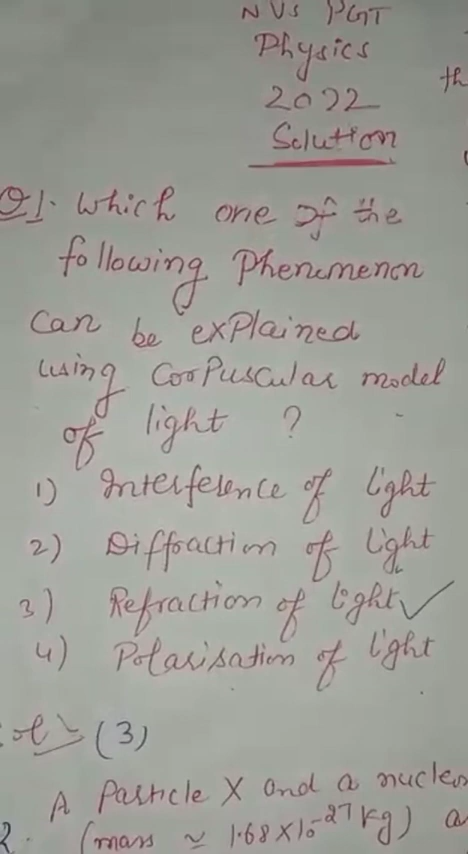 NVS PGT
Physics
th
2022
Solution
Q1. Which one of the
following Phenomenon
can be explained
using Corpuscular model
of light ?
1) Interference of light
2) Diffraction of light
3) Refraction of light ✓
4) Polarisation of light
(3)
A Particle X and a
2. (mass ≃ 1.68×10-27 kg) a